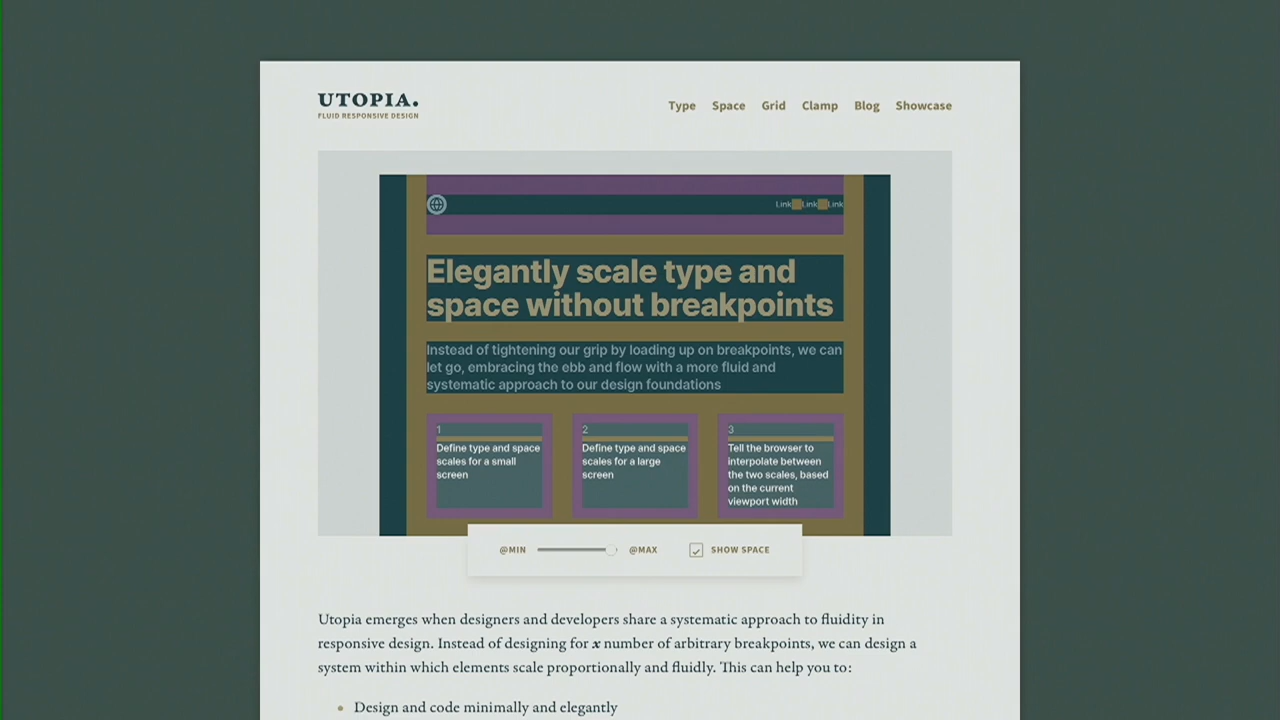 UTOPIA.
FLUID RESPONSIVE DESIGN
Type Space Grid Clamp Blog Showcase
Link Link Link
Elegantly scale type and
space without breakpoints
Instead of tightening our grip by loading up on breakpoints, we can
let go, embracing the ebb and flow with a more fluid and
systematic approach to our design foundations
1
Define type and space
scales for a small
screen
2
Define type and space
scales for a large
screen
3
Tell the browser to
interpolate between
the two scales, based
on the current
viewport width
@MIN @MAX SHOW SPACE
Utopia emerges when designers and developers share a systematic approach to fluidity in
responsive design. Instead of designing for x number of arbitrary breakpoints, we can design a
system within which elements scale proportionally and fluidly. This can help you to:
• Design and code minimally and elegantly